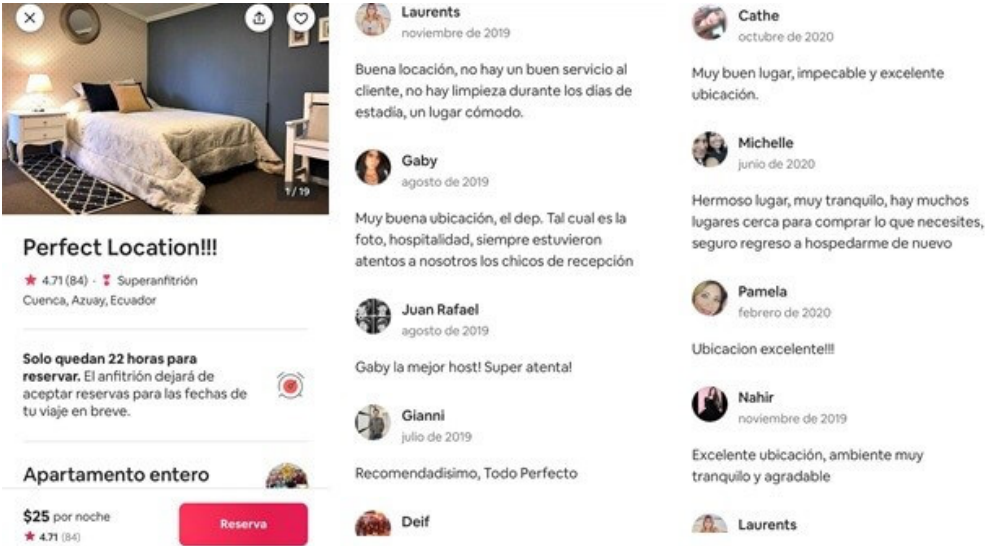 1 / 19
Perfect Location!!!
4.71 (84) · Superanfitrión
Cuenca, Azuay, Ecuador
Solo quedan 22 horas para
reservar. El anfitrión dejará de
aceptar reservas para las fechas de
tu viaje en breve.
Apartamento entero
$25 por noche
4.71 (84)
Reserva
Laurents
noviembre de 2019
Buena locación, no hay un buen servicio al
cliente, no hay limpieza durante los días de
estadía, un lugar cómodo.
Gaby
agosto de 2019
Muy buena ubicación, el dep. Tal cual es la
foto, hospitalidad, siempre estuvieron
atentos a nosotros los chicos de recepción
Juan Rafael
agosto de 2019
Gaby la mejor host! Super atenta!
Gianni
julio de 2019
Recomendadisimo, Todo Perfecto
Deif
Cathe
octubre de 2020
Muy buen lugar, impecable y excelente
ubicación.
Michelle
junio de 2020
Hermoso lugar, muy tranquilo, hay muchos
lugares cerca para comprar lo que necesites,
seguro regreso a hospedarme de nuevo
Pamela
febrero de 2020
Ubicacion excelente!!!
Nahir
noviembre de 2019
Excelente ubicación, ambiente muy
tranquilo y agradable
Laurents